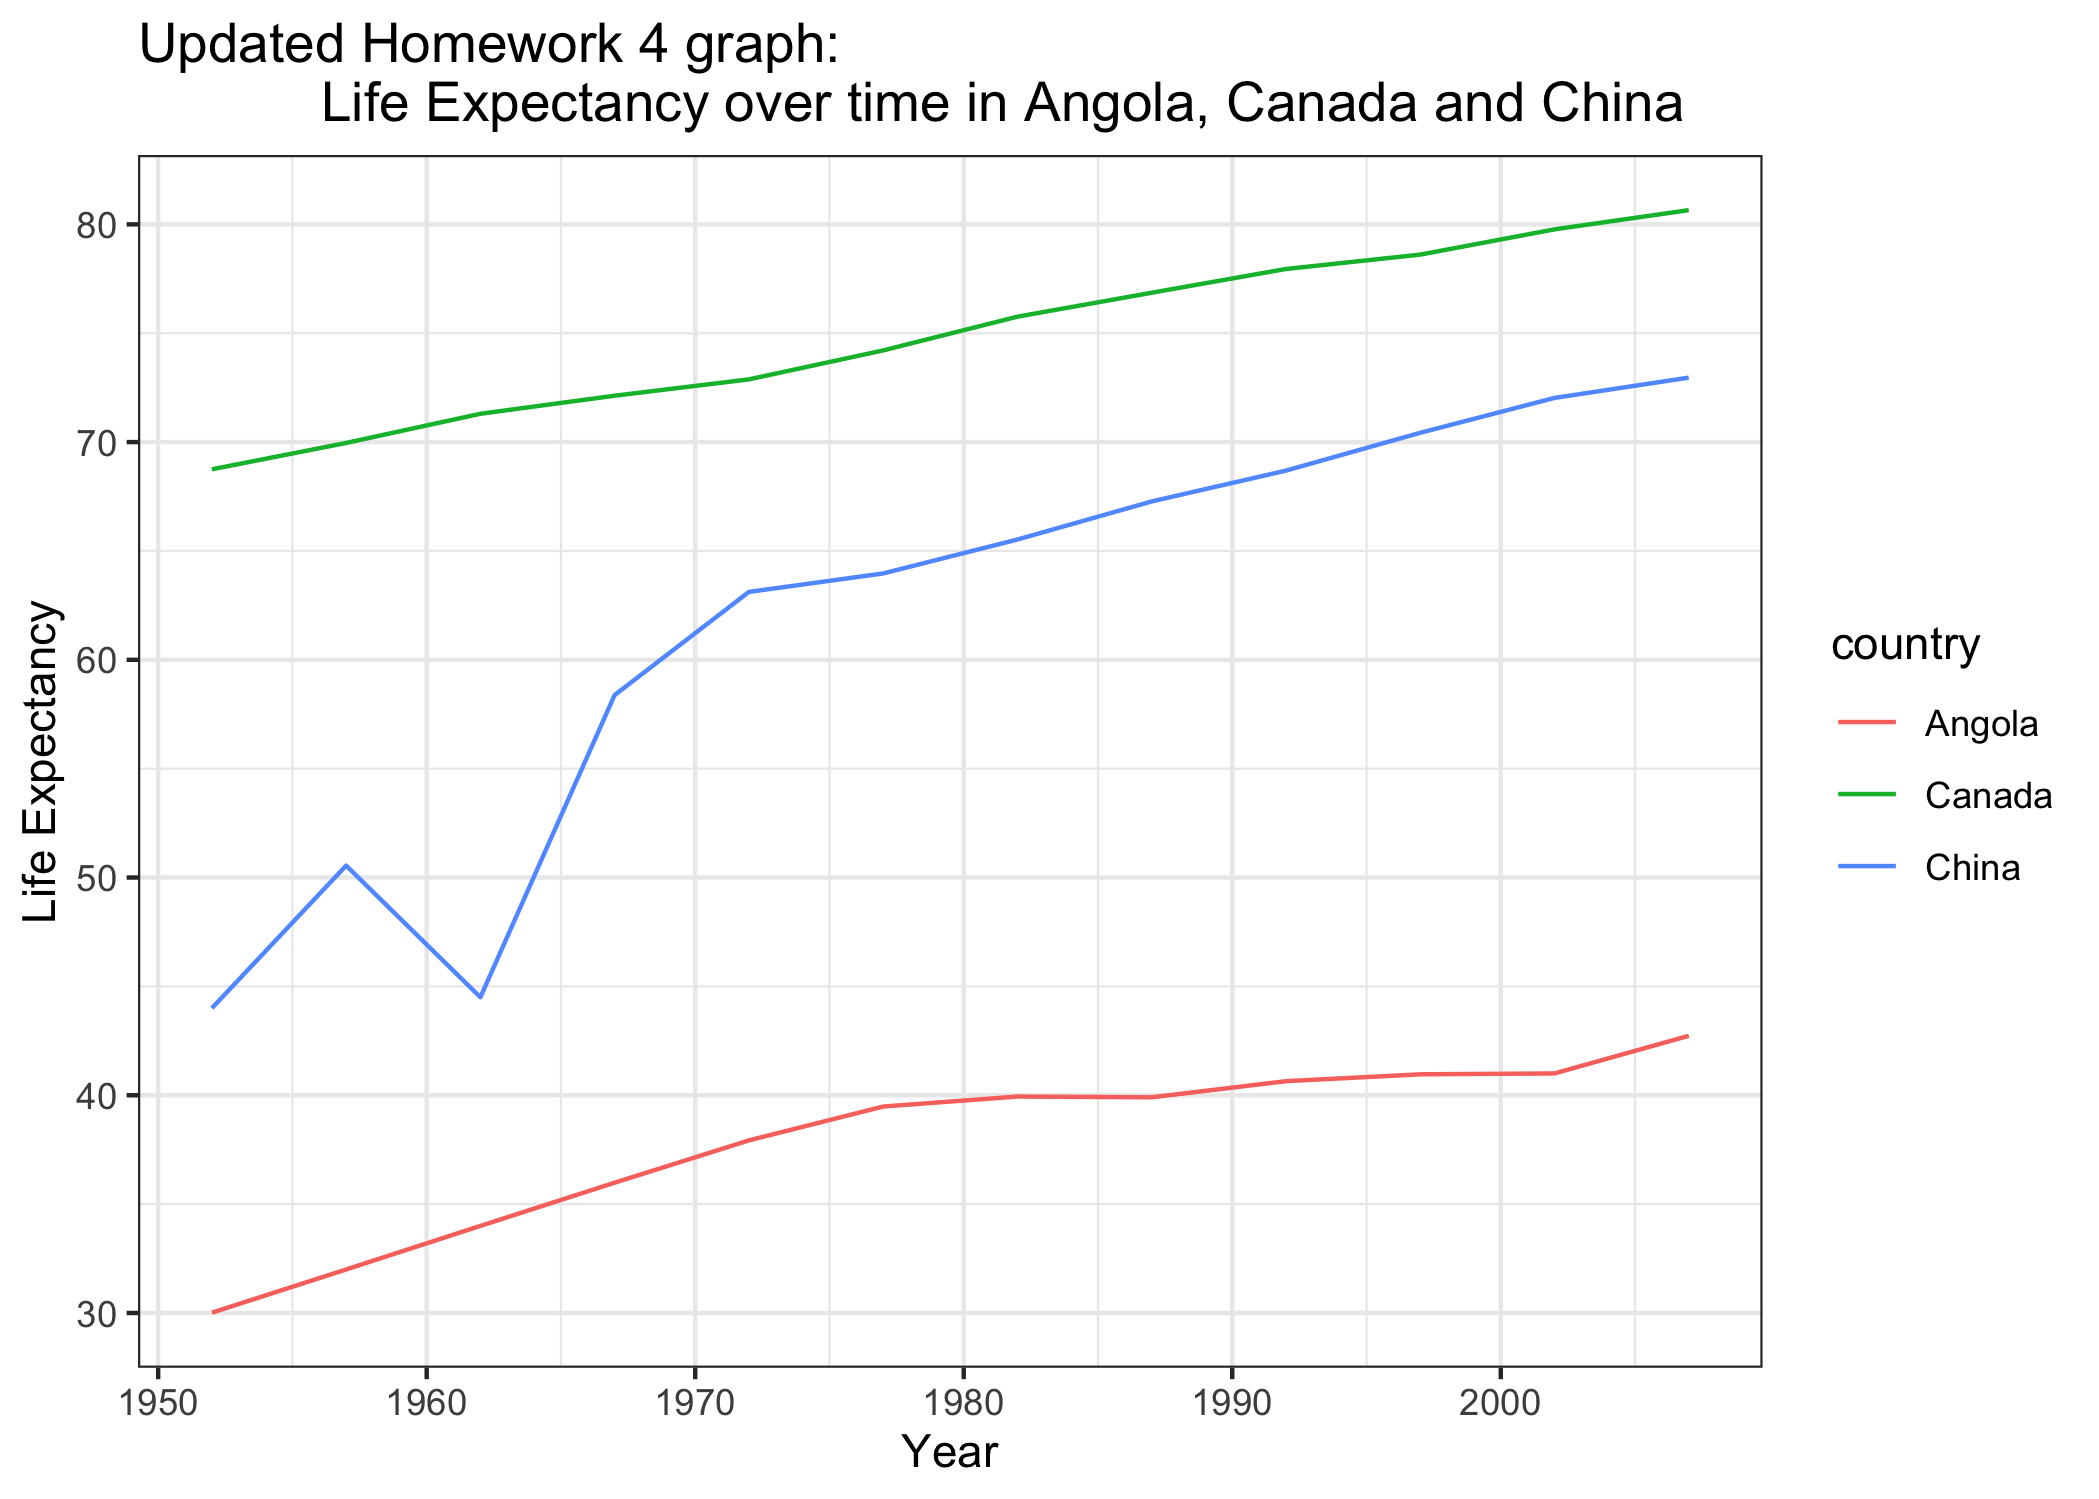 Updated Homework 4 graph:
Life Expectancy over time in Angola, Canada and China
Life Expectancy
80
70
60
50
40
30
1950
1960
1970
1980
1990
2000
Year
country
Angola
Canada
China